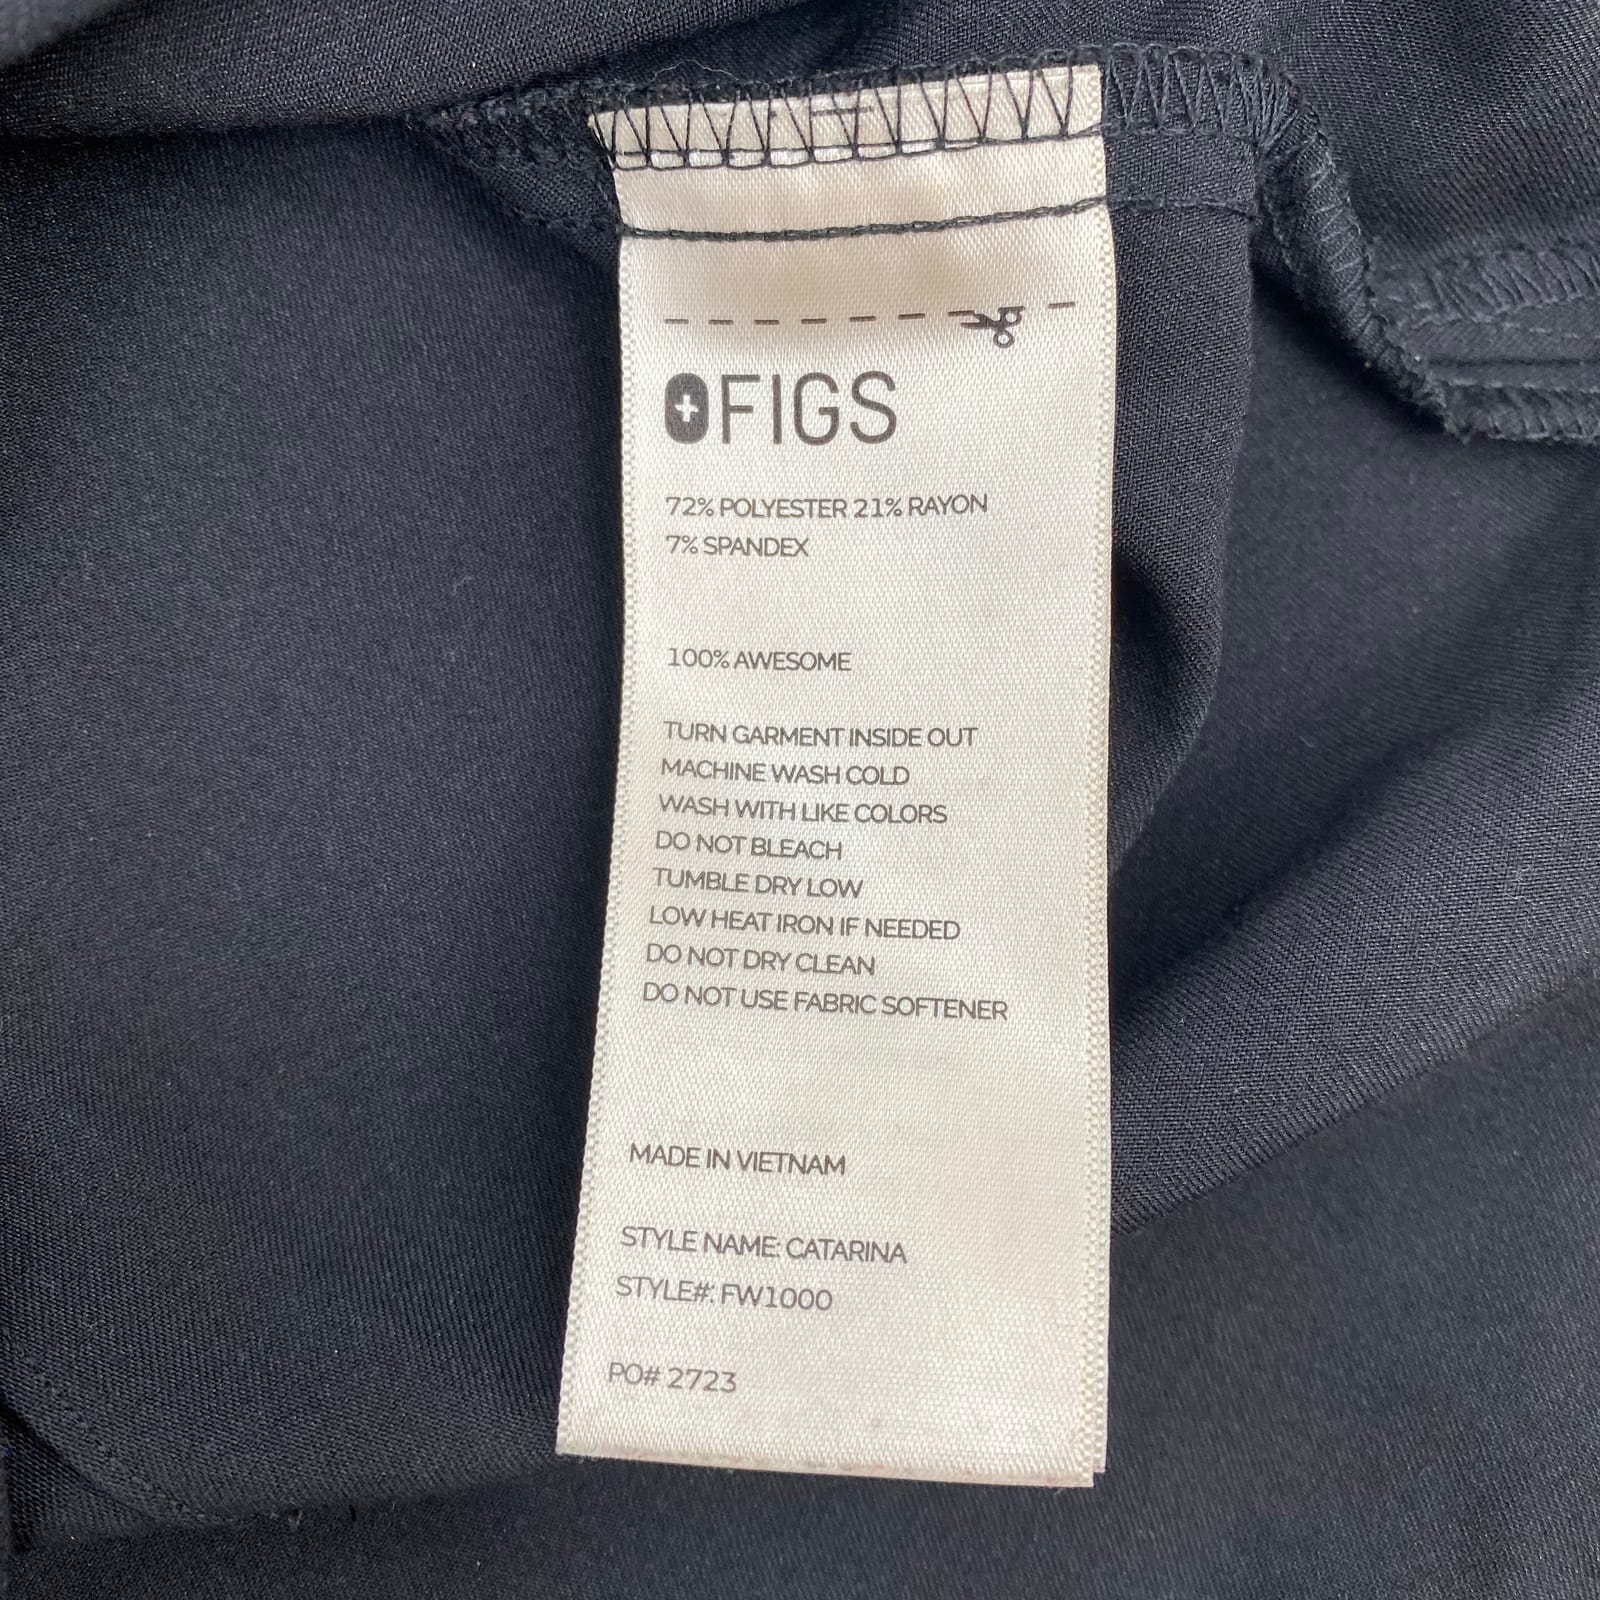 FIGS
72% POLYESTER 21% RAYON
7% SPANDEX
100% AWESOME
TURN GARMENT INSIDE OUT
MACHINE WASH COLD
WASH WITH LIKE COLORS
DO NOT BLEACH
TUMBLE DRY LOW
LOW HEAT IRON IF NEEDED
DO NOT DRY CLEAN
DO NOT USE FABRIC SOFTENER
MADE IN VIETNAM
STYLE NAME: CATARINA
STYLE#: FW1000
PO# 2723